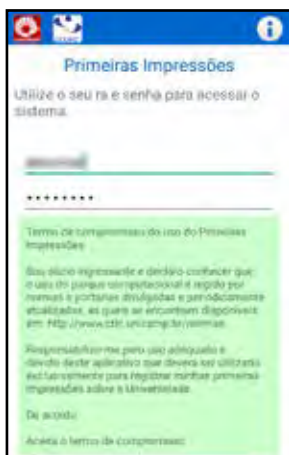 Primeiras Impressões
Utilize o seu ra e senha para acessar o
sistema.
••••••••
Termo de compromisso do uso do Primeiras
Impressões
Sou aluno ingressante e declaro conhecer que
o uso do parque computacional é regido por
normas e portarias divulgadas e periodicamente
atualizadas, as quais se encontram disponíveis
em: http://www.ctic.unicamp.br/normas
Responsabilizo-me pelo uso adequado e
devido deste aplicativo que deverá ser utilizado
exclusivamente para registrar minhas primeiras
impressões sobre a Universidade.
De acordo
Aceito o termo de compromisso